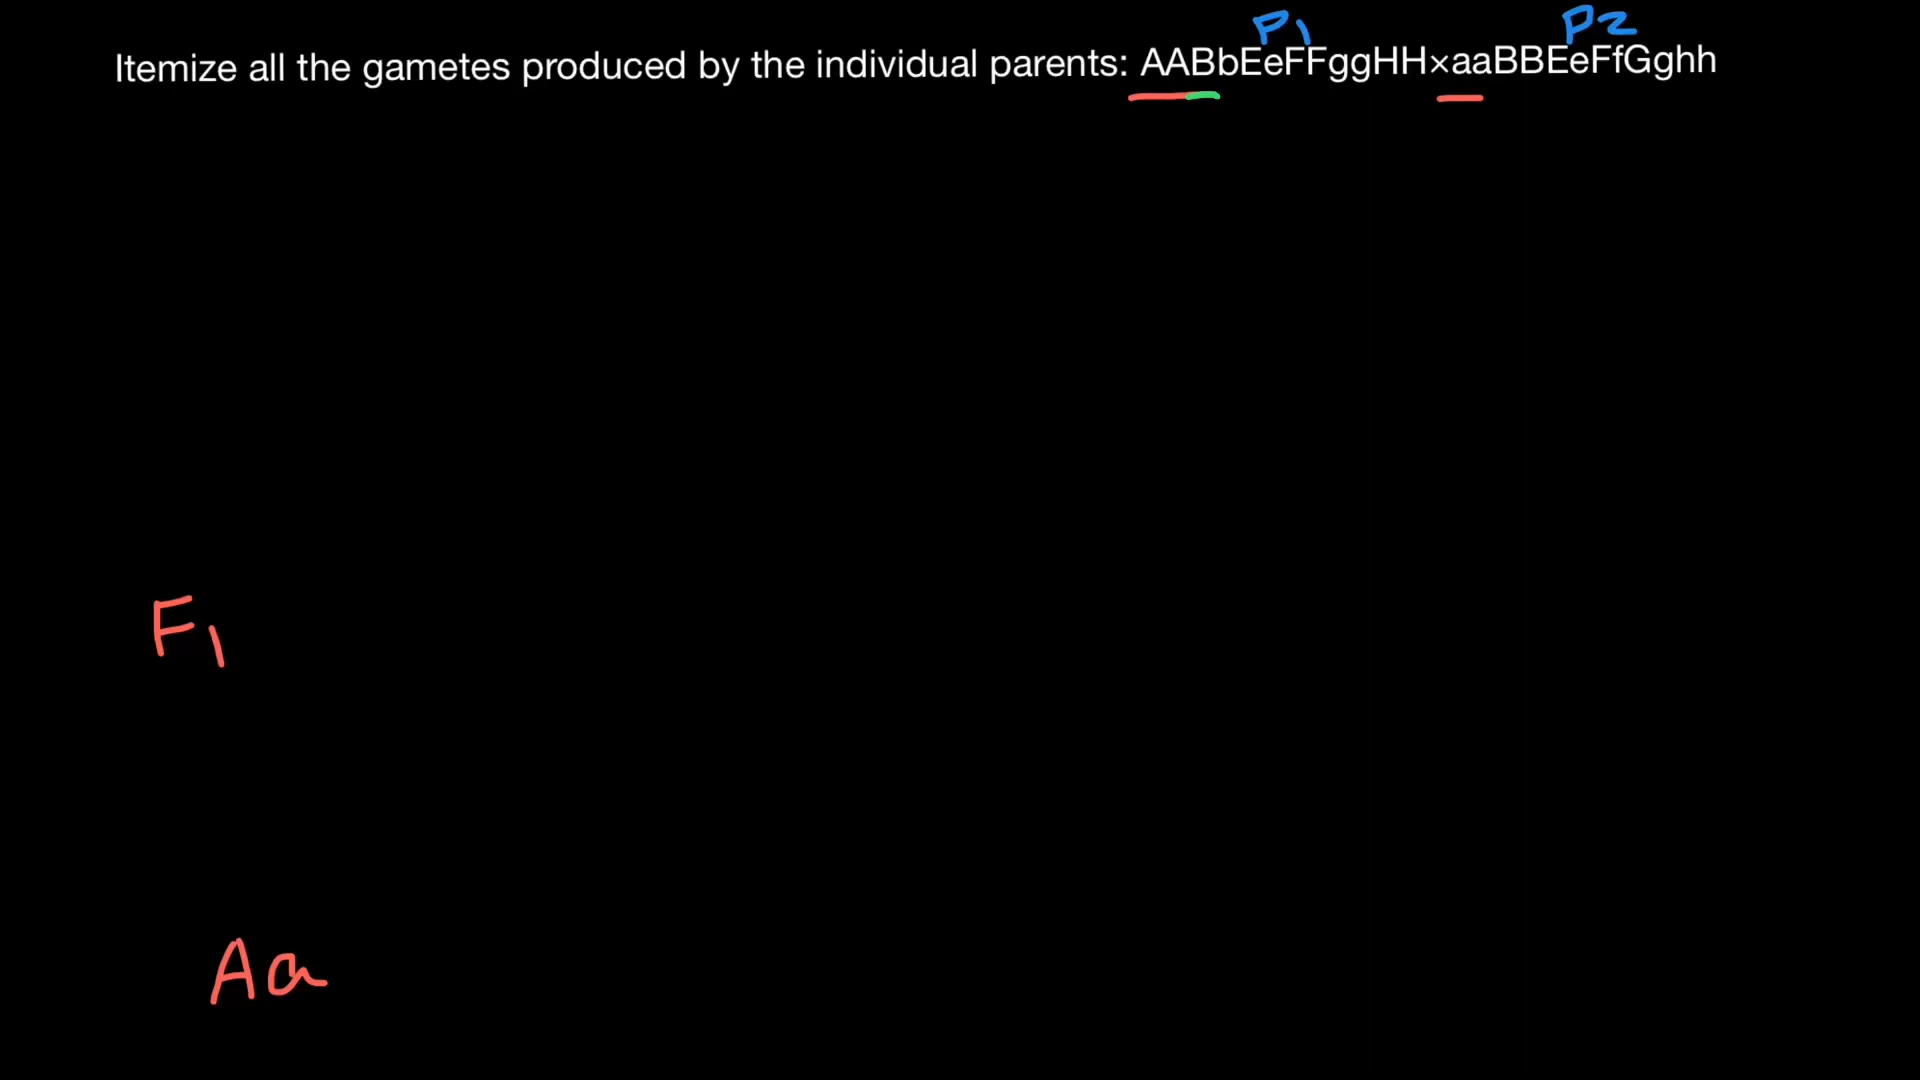 P1 P2
Itemize all the gametes produced by the individual parents: AABbEeFFggHH×aaBBEeFfGghh
F1
Aa